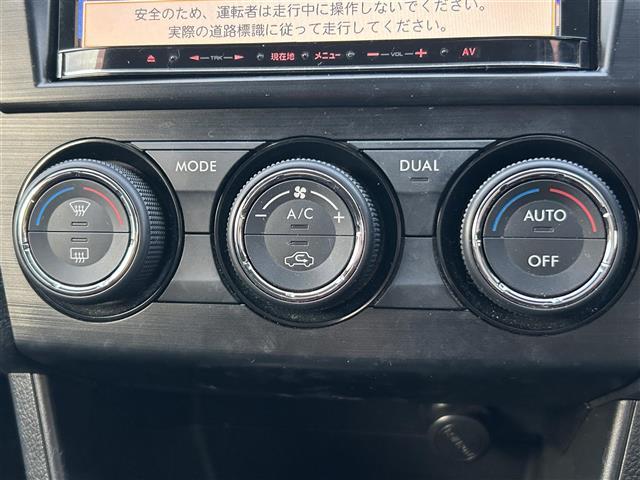 安全のため、運転者は走行中に操作しないでください。
実際の道路標識に従って走行してください。
TRK 現在地 メニュー VOL AV
MODE DUAL
A/C
AUTO
OFF